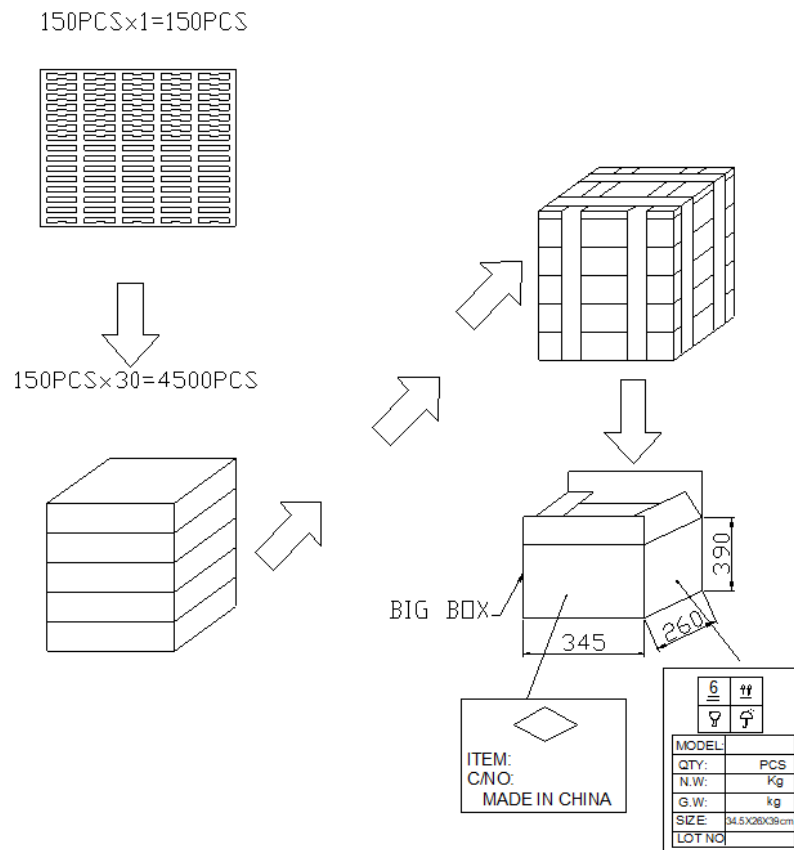 150PCS×1=150PCS
150PCS×30=4500PCS
BIG BOX
345
260
390
ITEM:
C/NO:
MADE IN CHINA
6
MODEL:
QTY: PCS
N.W: Kg
G.W: kg
SIZE: 34.5X26X39cm
LOT NO